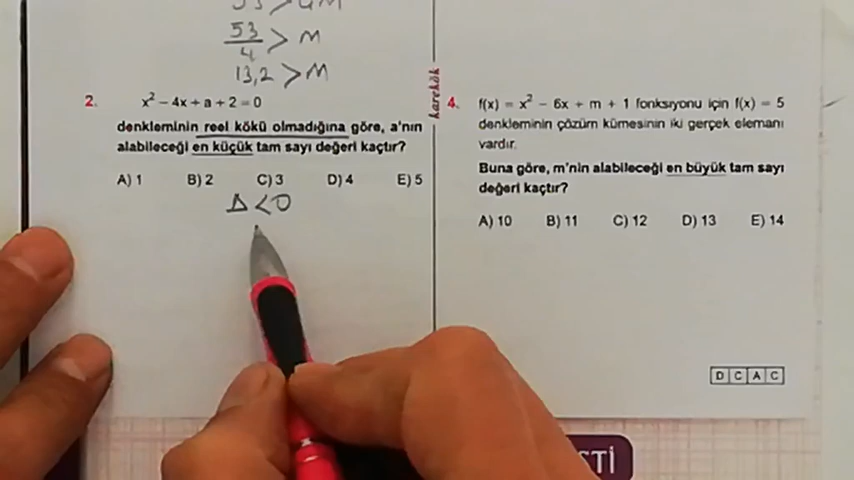 53 > 4M
53/4 > M
13,2 > M
2. x² − 4x + a + 2 = 0
denkleminin reel kökü olmadığına göre, a'nın
alabileceği en küçük tam sayı değeri kaçtır?
A) 1 B) 2 C) 3 D) 4 E) 5
Δ < 0
karekök
4. f(x) = x² − 6x + m + 1 fonksiyonu için f(x) = 5
denkleminin çözüm kümesinin iki gerçek elemanı
vardır.
Buna göre, m'nin alabileceği en büyük tam sayı
değeri kaçtır?
A) 10 B) 11 C) 12 D) 13 E) 14
D C A C